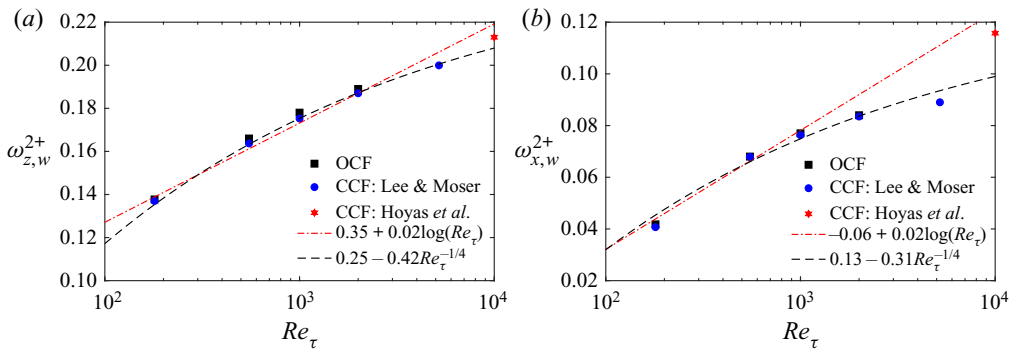 (a)
0.22
0.20
0.18
0.16
0.14
0.12
0.10
ω²⁺z,w
OCF
CCF: Lee & Moser
CCF: Hoyas et al.
0.35 + 0.02log(Reτ)
0.25 − 0.42Reτ^−1/4
10² 10³ 10⁴
Reτ
(b)
0.12
0.10
0.08
0.06
0.04
0.02
ω²⁺x,w
OCF
CCF: Lee & Moser
CCF: Hoyas et al.
−0.06 + 0.02log(Reτ)
0.13 − 0.31Reτ^−1/4
10² 10³ 10⁴
Reτ